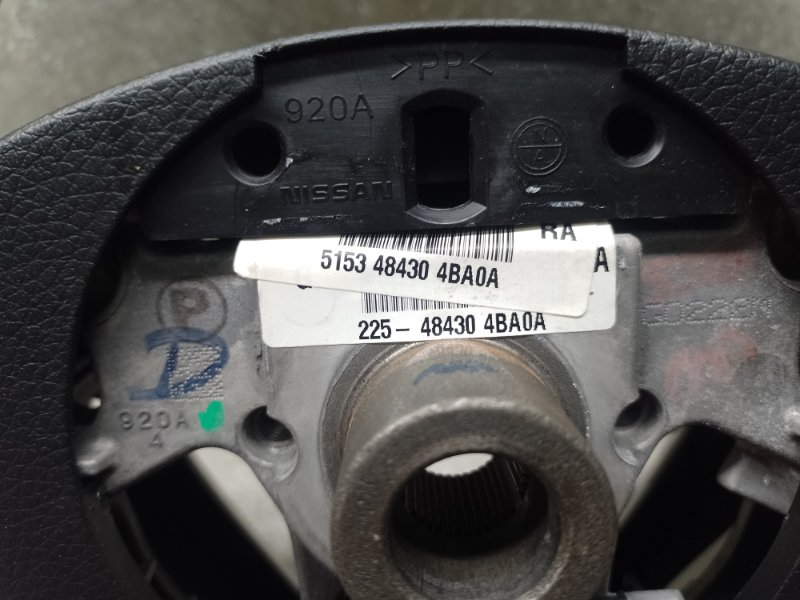 >PP<
920A
NISSAN
RA
5153 48430 4BA0A
A
225- 48430 4BA0A
P
D
920A
4